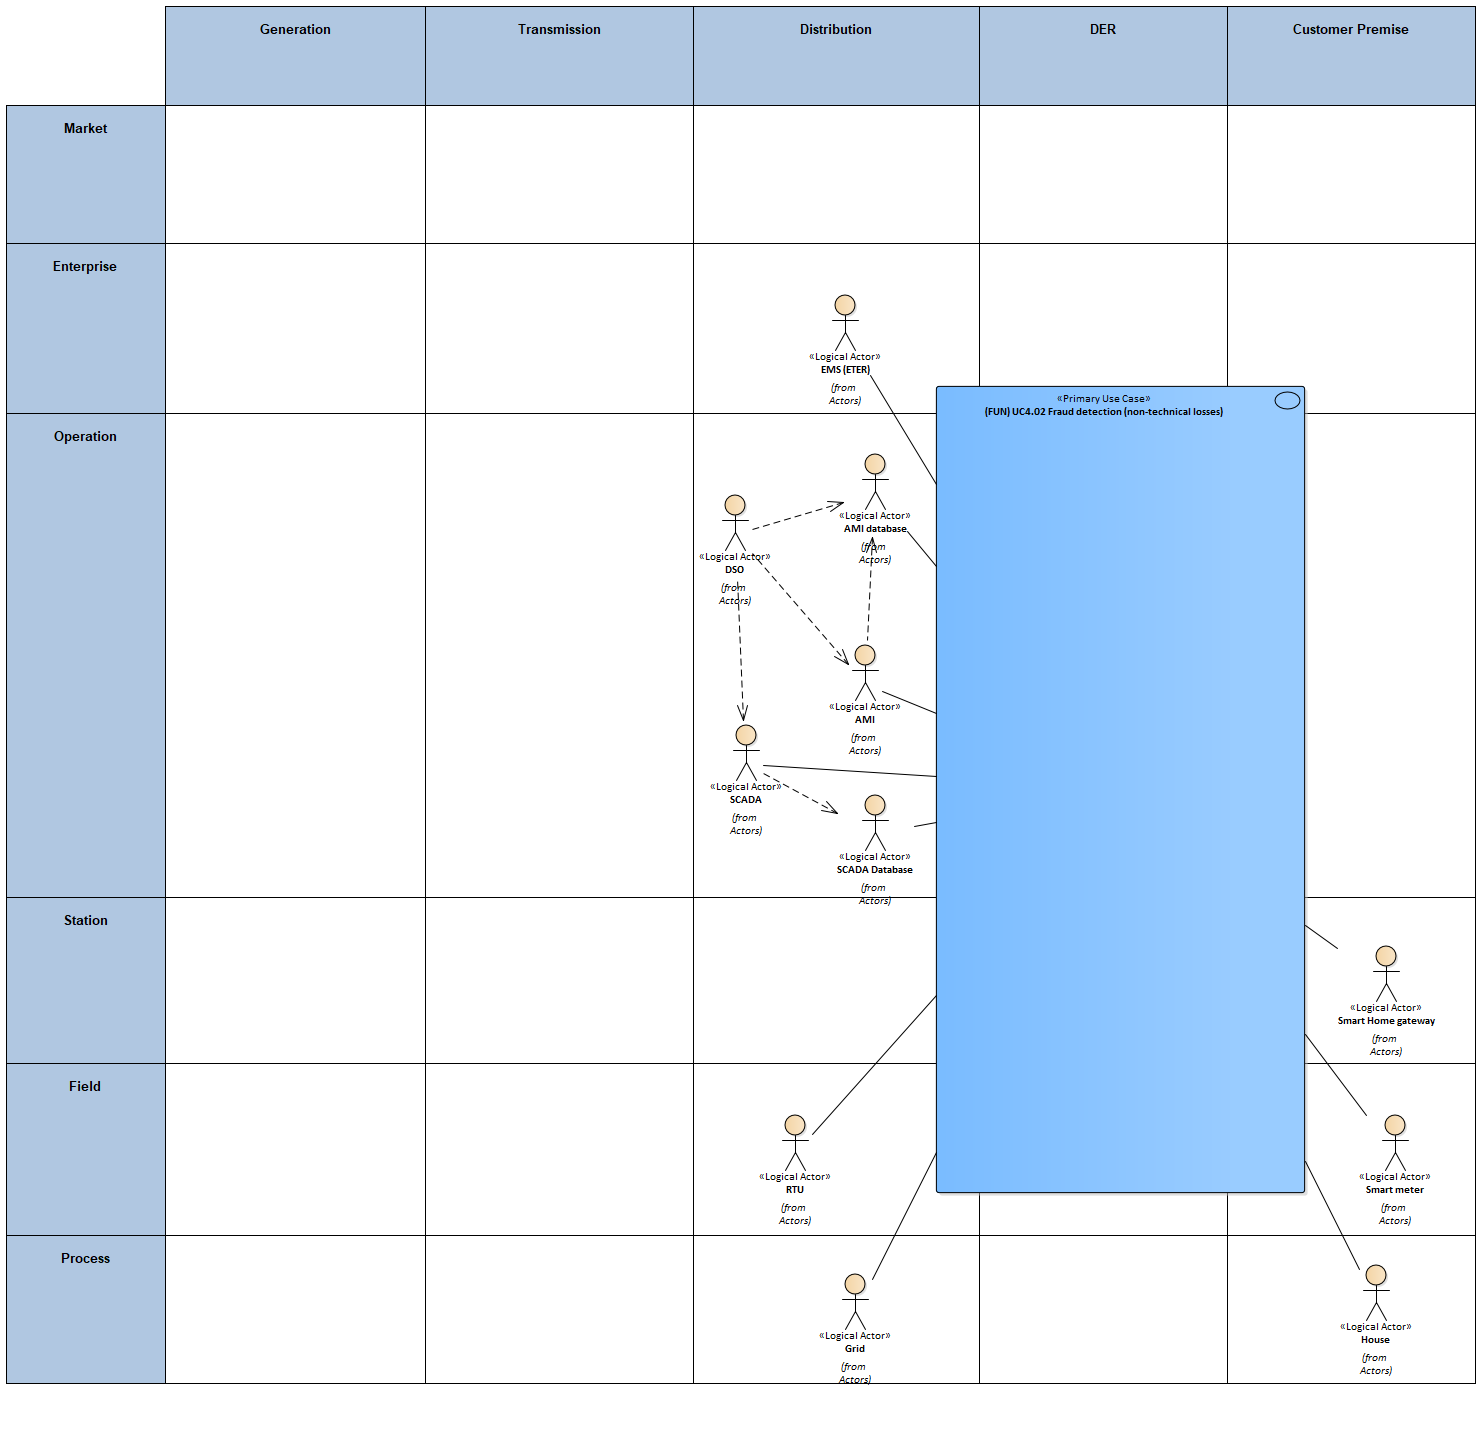 Generation
Transmission
Distribution
DER
Customer Premise
Market
Enterprise
«Logical Actor»
EMS (ETER)
(from
Actors)
«Primary Use Case»
(FUN) UC4.02 Fraud detection (non-technical losses)
Operation
«Logical Actor»
AMI database
(from
Actors)
«Logical Actor»
DSO
(from
Actors)
«Logical Actor»
AMI
(from
Actors)
«Logical Actor»
SCADA
(from
Actors)
«Logical Actor»
SCADA Database
(from
Actors)
Station
«Logical Actor»
Smart Home gateway
(from
Actors)
Field
«Logical Actor»
RTU
(from
Actors)
«Logical Actor»
Smart meter
(from
Actors)
Process
«Logical Actor»
Grid
(from
Actors)
«Logical Actor»
House
(from
Actors)